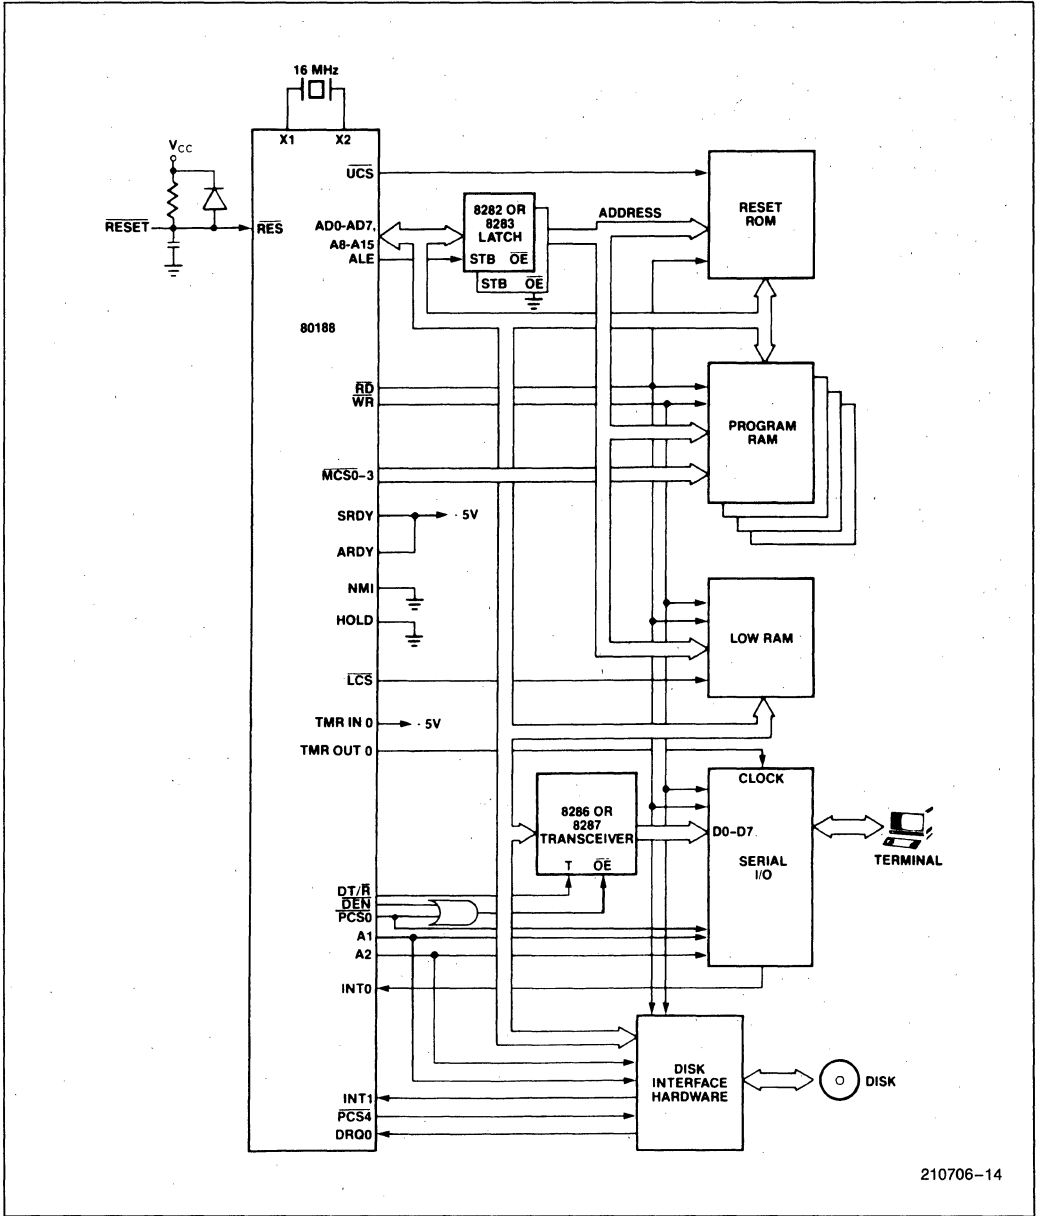 16 MHz
X1 X2
VCC
RESET
RES
UCS
AD0-AD7,
A8-A15
ALE
80188
RD
WR
MCS0-3
SRDY
· 5V
ARDY
NMI
HOLD
LCS
TMR IN 0
· 5V
TMR OUT 0
DT/R
DEN
PCS0
A1
A2
INT0
INT1
PCS4
DRQ0
8282 OR
8283
LATCH
STB OE
STB OE
ADDRESS
RESET
ROM
PROGRAM
RAM
LOW RAM
8286 OR
8287
TRANSCEIVER
T OE
CLOCK
D0-D7
SERIAL
I/O
TERMINAL
DISK
INTERFACE
HARDWARE
DISK
210706-14